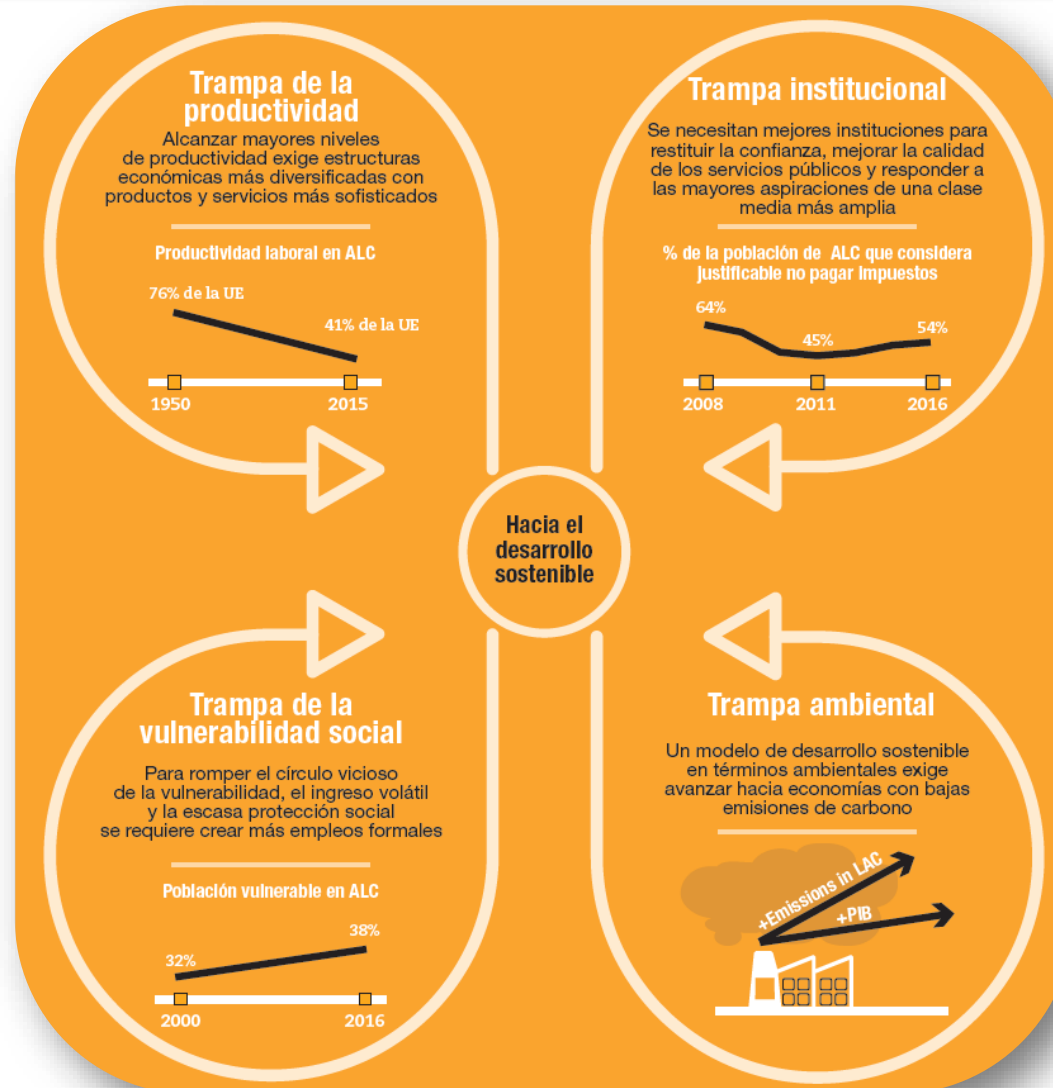 Trampa de la
productividad
Alcanzar mayores niveles
de productividad exige estructuras
económicas más diversificadas con
productos y servicios más sofisticados
Productividad laboral en ALC
76% de la UE
41% de la UE
1950
2015
Trampa institucional
Se necesitan mejores instituciones para
restituir la confianza, mejorar la calidad
de los servicios públicos y responder a
las mayores aspiraciones de una clase
media más amplia
% de la población de ALC que considera
justificable no pagar impuestos
64%
45%
54%
2008
2011
2016
Hacia el
desarrollo
sostenible
Trampa de la
vulnerabilidad social
Para romper el círculo vicioso
de la vulnerabilidad, el ingreso volátil
y la escasa protección social
se requiere crear más empleos formales
Población vulnerable en ALC
32%
38%
2000
2016
Trampa ambiental
Un modelo de desarrollo sostenible
en términos ambientales exige
avanzar hacia economías con bajas
emisiones de carbono
+Emissions in LAC
+PIB